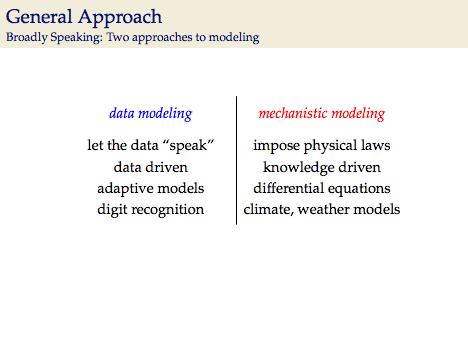 General Approach
Broadly Speaking: Two approaches to modeling
data modeling
let the data “speak”
data driven
adaptive models
digit recognition
mechanistic modeling
impose physical laws
knowledge driven
differential equations
climate, weather models